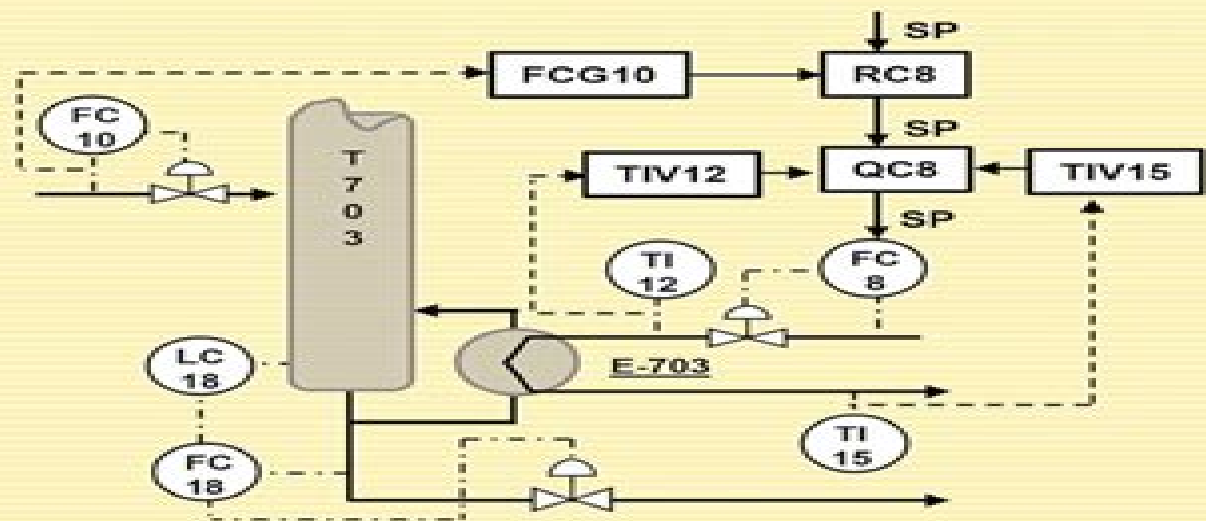 SP
FCG10
RC8
FC
10
SP
T
7
0
3
TIV12
QC8
TIV15
SP
TI
12
FC
8
LC
18
E-703
TI
15
FC
18